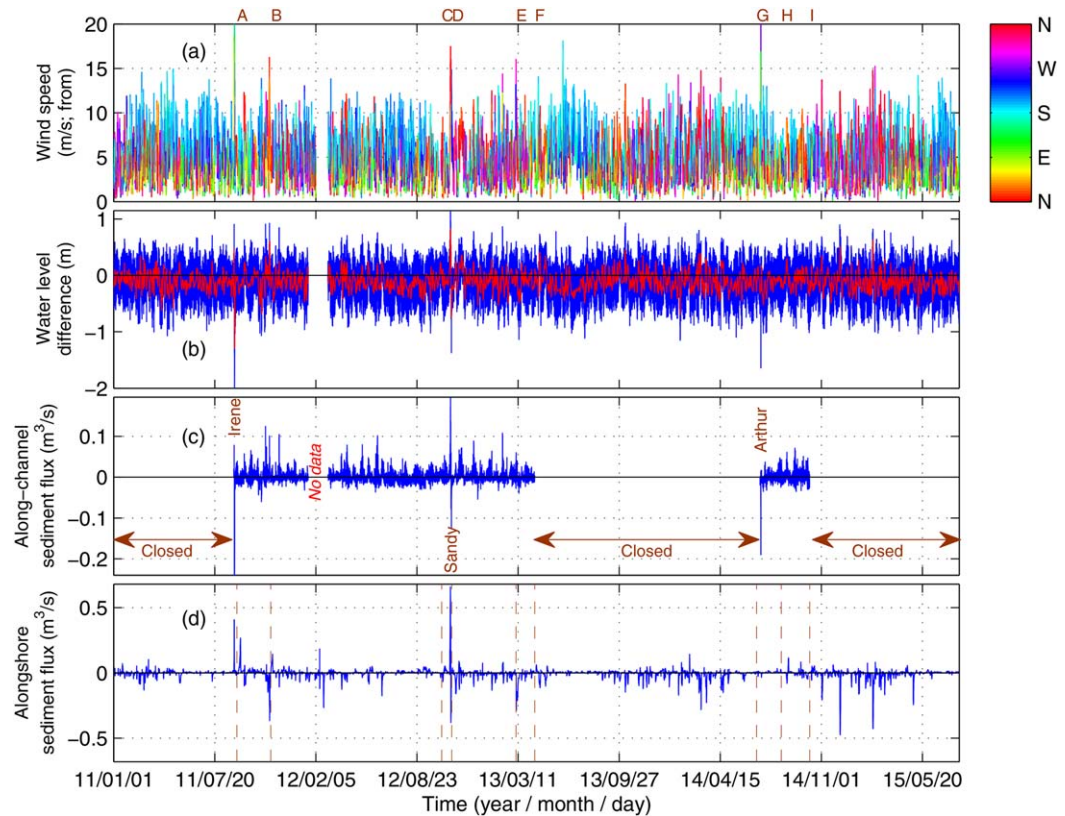 A B CD E F G H I
20
15
10
5
0
Wind speed
(m/s; from)
(a)
N
W
S
E
N
1
0
−1
−2
Water level
difference (m)
(b)
0.1
0
−0.1
−0.2
Along−channel
sediment flux (m3/s)
(c)
Irene
No data
Sandy
Arthur
Closed
Closed
Closed
0.5
0
−0.5
Alongshore
sediment flux (m3/s)
(d)
11/01/01 11/07/20 12/02/05 12/08/23 13/03/11 13/09/27 14/04/15 14/11/01 15/05/20
Time (year / month / day)